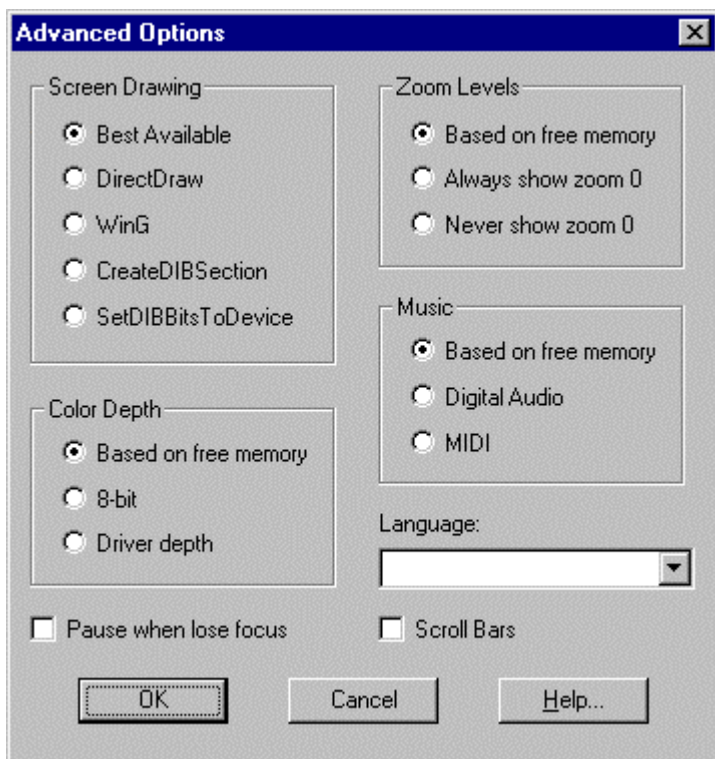 Advanced Options
Screen Drawing
Best Available
DirectDraw
WinG
CreateDIBSection
SetDIBBitsToDevice
Color Depth
Based on free memory
8-bit
Driver depth
Pause when lose focus
Zoom Levels
Based on free memory
Always show zoom 0
Never show zoom 0
Music
Based on free memory
Digital Audio
MIDI
Language:
Scroll Bars
OK
Cancel
Help...